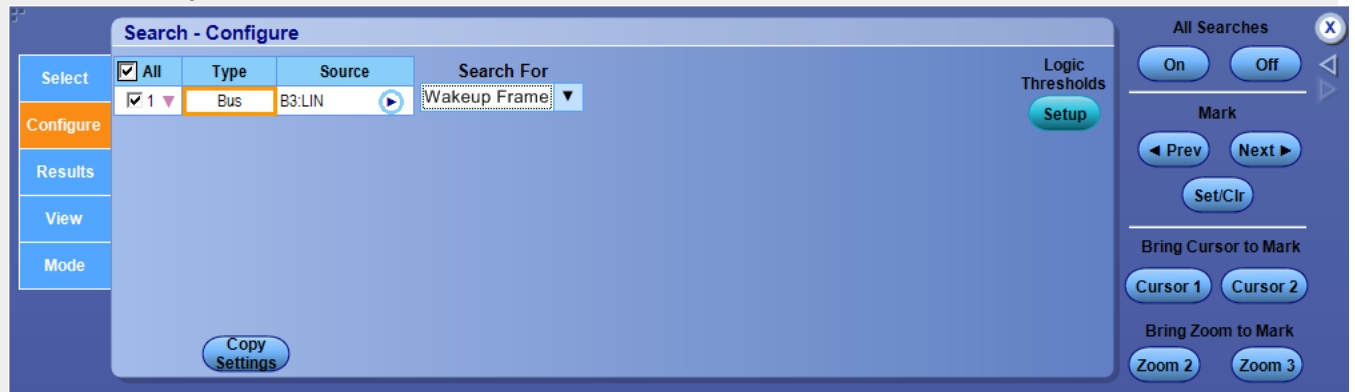 Search - Configure
Select
Configure
Results
View
Mode
All Type Source
1 Bus B3:LIN
Search For
Wakeup Frame
Logic
Thresholds
Setup
Copy
Settings
All Searches
X
On Off
Mark
Prev Next
Set/Clr
Bring Cursor to Mark
Cursor 1 Cursor 2
Bring Zoom to Mark
Zoom 2 Zoom 3